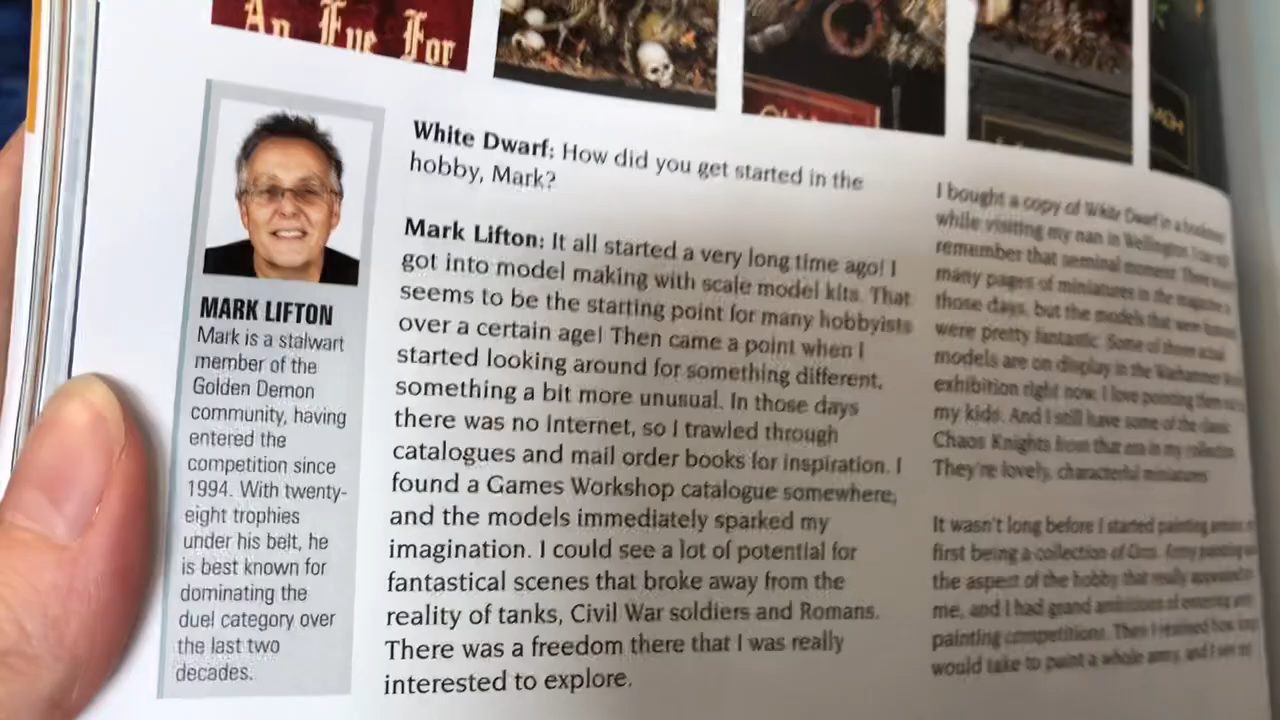 An Eye For
MARK LIFTON
Mark is a stalwart
member of the
Golden Demon
community, having
entered the
competition since
1994. With twenty-
eight trophies
under his belt, he
is best known for
dominating the
duel category over
the last two
decades.
White Dwarf: How did you get started in the
hobby, Mark?
Mark Lifton: It all started a very long time ago! I
got into model making with scale model kits. That
seems to be the starting point for many hobbyists
over a certain age! Then came a point when I
started looking around for something different,
something a bit more unusual. In those days
there was no Internet, so I trawled through
catalogues and mail order books for inspiration. I
found a Games Workshop catalogue somewhere,
and the models immediately sparked my
imagination. I could see a lot of potential for
fantastical scenes that broke away from the
reality of tanks, Civil War soldiers and Romans.
There was a freedom there that I was really
interested to explore.
I bought a copy of White Dwarf in a
while visiting my nan in Wellington. I
remember that seminal moment. There
many pages of miniatures in the magazine
those days, but the models that were
were pretty fantastic. Some of those actual
models are on display in the Warhammer
exhibition right now. I love pointing them
my kids. And I still have some of the classic
Chaos Knights from that era in my collection.
They're lovely, characterful miniatures.
It wasn't long before I started painting
first being a collection of Orcs. Army painting
the aspect of the hobby that really appealed
me, and I had grand ambitions of entering
painting competitions. Then I realised how
would take to paint a whole army, and I